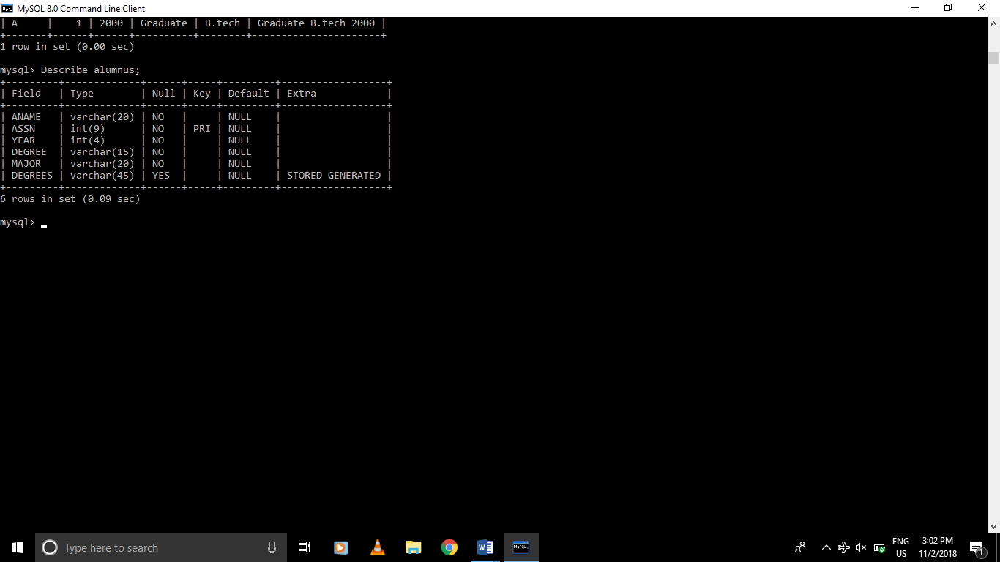 MySQL 8.0 Command Line Client
| A     |    1 | 2000 | Graduate | B.tech | Graduate B.tech 2000 |
+-------+------+------+----------+--------+----------------------+
1 row in set (0.00 sec)
mysql> Describe alumnus;
+---------+-------------+------+-----+---------+------------------+
| Field   | Type        | Null | Key | Default | Extra            |
+---------+-------------+------+-----+---------+------------------+
| ANAME   | varchar(20) | NO   |     | NULL    |                  |
| ASSN    | int(9)      | NO   | PRI | NULL    |                  |
| YEAR    | int(4)      | NO   |     | NULL    |                  |
| DEGREE  | varchar(15) | NO   |     | NULL    |                  |
| MAJOR   | varchar(20) | NO   |     | NULL    |                  |
| DEGREES | varchar(45) | YES  |     | NULL    | STORED GENERATED |
+---------+-------------+------+-----+---------+------------------+
6 rows in set (0.09 sec)
mysql>
Type here to search
ENG
US
3:02 PM
11/2/2018
1